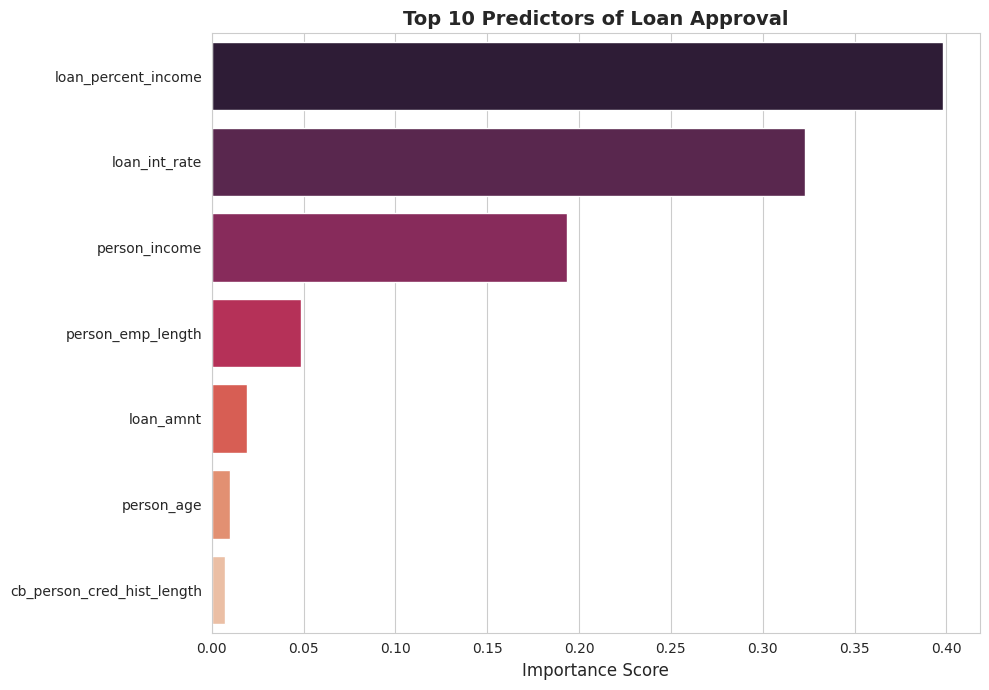 Top 10 Predictors of Loan Approval
loan_percent_income
loan_int_rate
person_income
person_emp_length
loan_amnt
person_age
cb_person_cred_hist_length
0.00 0.05 0.10 0.15 0.20 0.25 0.30 0.35 0.40
Importance Score